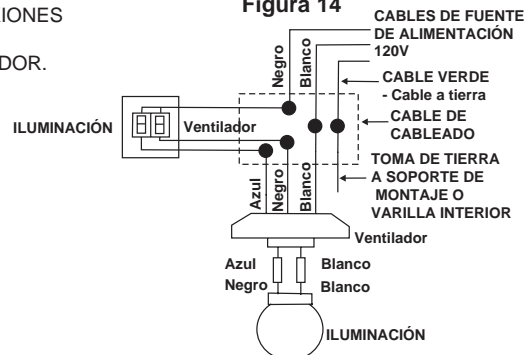 IONES
DOR.
Figura 14
CABLES DE FUENTE
DE ALIMENTACIÓN
120V
Negro
Blanco
CABLE VERDE
- Cable a tierra
CABLE DE
CABLEADO
ILUMINACIÓN
Ventilador
TOMA DE TIERRA
A SOPORTE DE
MONTAJE O
VARILLA INTERIOR
Azul
Negro
Blanco
Ventilador
Azul
Blanco
Negro
Blanco
ILUMINACIÓN